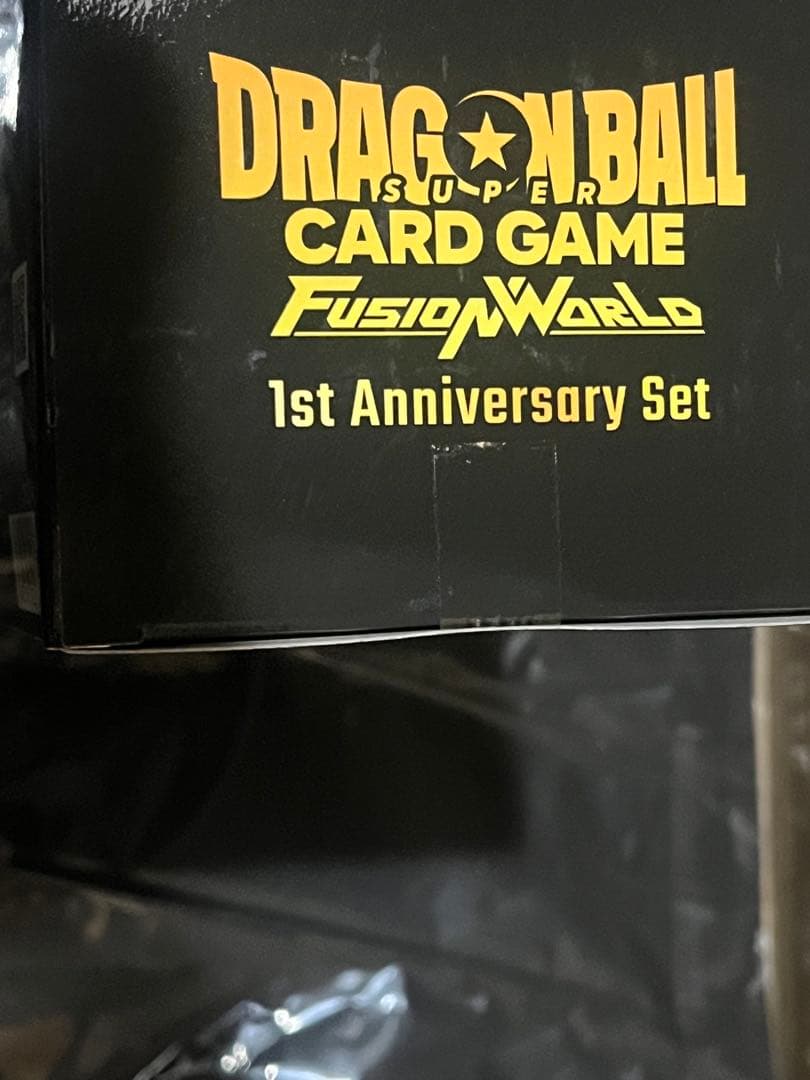 DRAGON BALL
SUPER
CARD GAME
FUSION WORLD
1st Anniversary Set